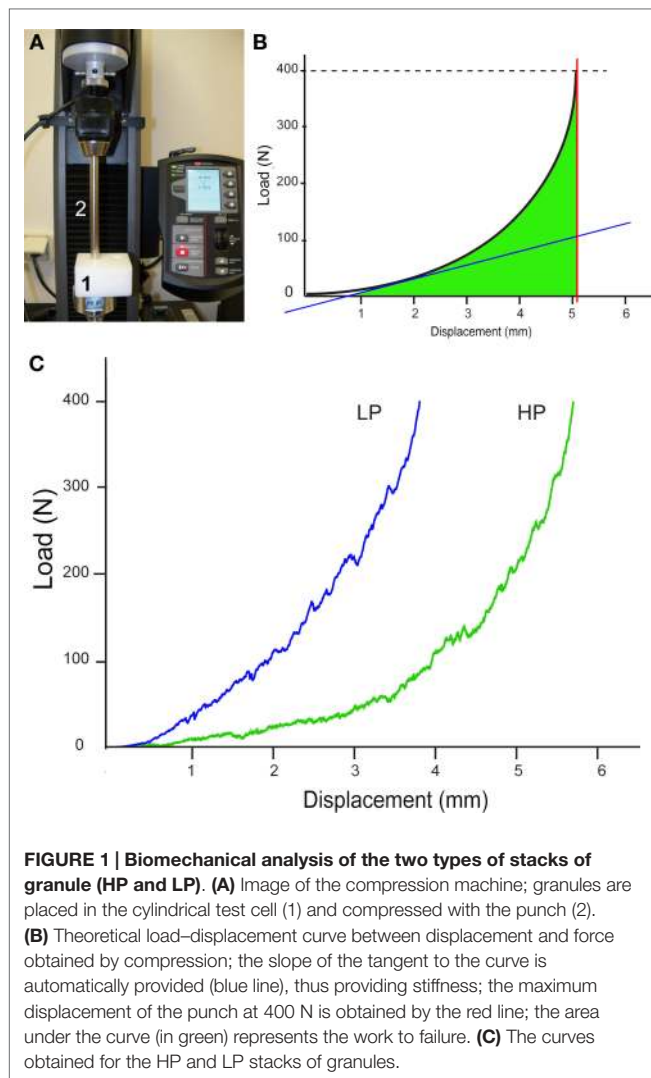 A
2
1
B
400
300
200
100
0
Load (N)
1 2 3 4 5 6
Displacement (mm)
C
400
300
200
100
0
Load (N)
LP
HP
1 2 3 4 5 6
Displacement (mm)
FIGURE 1 | Biomechanical analysis of the two types of stacks of
granule (HP and LP). (A) Image of the compression machine; granules are
placed in the cylindrical test cell (1) and compressed with the punch (2).
(B) Theoretical load–displacement curve between displacement and force
obtained by compression; the slope of the tangent to the curve is
automatically provided (blue line), thus providing stiffness; the maximum
displacement of the punch at 400 N is obtained by the red line; the area
under the curve (in green) represents the work to failure. (C) The curves
obtained for the HP and LP stacks of granules.